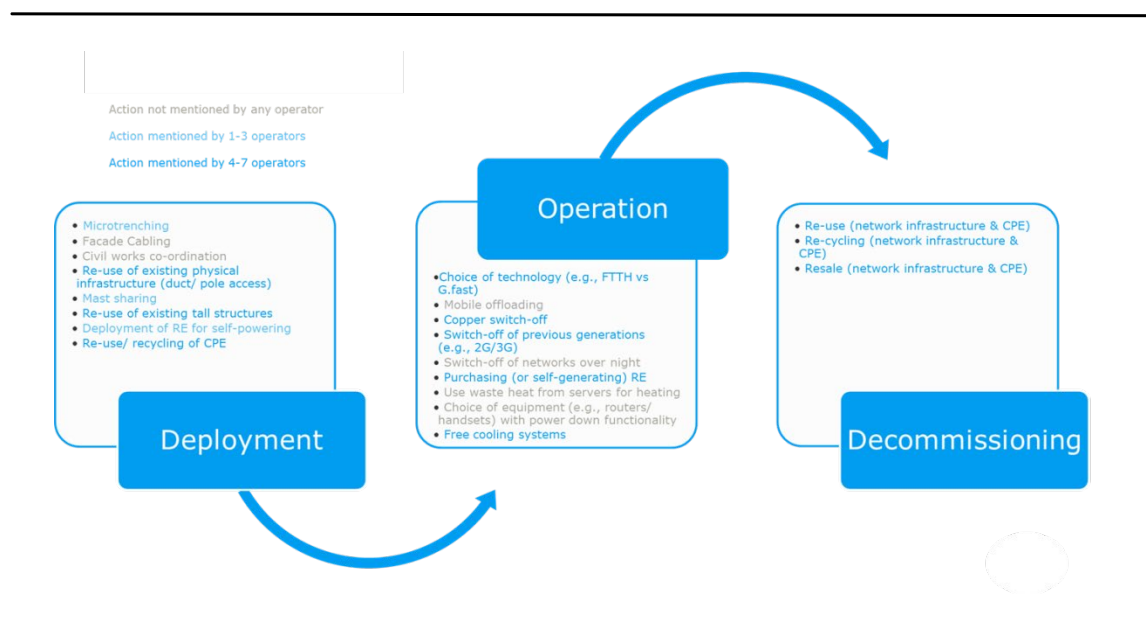 Action not mentioned by any operator
Action mentioned by 1-3 operators
Action mentioned by 4-7 operators
• Microtrenching
• Facade Cabling
• Civil works co-ordination
• Re-use of existing physical
infrastructure (duct/ pole access)
• Mast sharing
• Re-use of existing tall structures
• Deployment of RE for self-powering
• Re-use/ recycling of CPE
Deployment
Operation
•Choice of technology (e.g., FTTH vs
G.fast)
• Mobile offloading
• Copper switch-off
• Switch-off of previous generations
(e.g., 2G/3G)
• Switch-off of networks over night
• Purchasing (or self-generating) RE
• Use waste heat from servers for heating
• Choice of equipment (e.g., routers/
handsets) with power down functionality
• Free cooling systems
• Re-use (network infrastructure & CPE)
• Re-cycling (network infrastructure &
CPE)
• Resale (network infrastructure & CPE)
Decommissioning